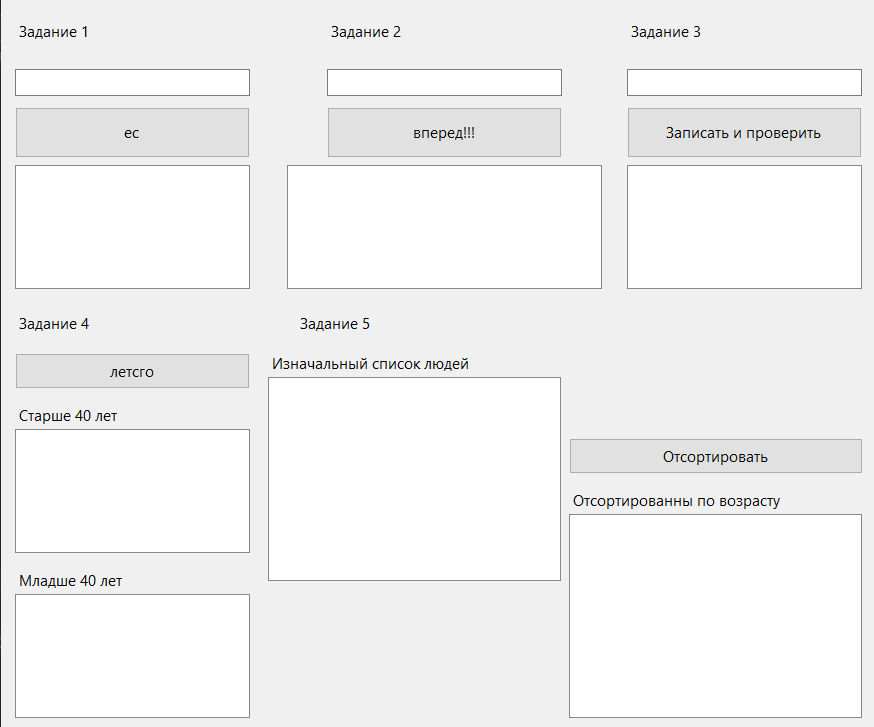 Задание 1
Задание 2
Задание 3
ес
вперед!!!
Записать и проверить
Задание 4
Задание 5
летсго
Изначальный список людей
Старше 40 лет
Отсортировать
Отсортированны по возрасту
Младше 40 лет